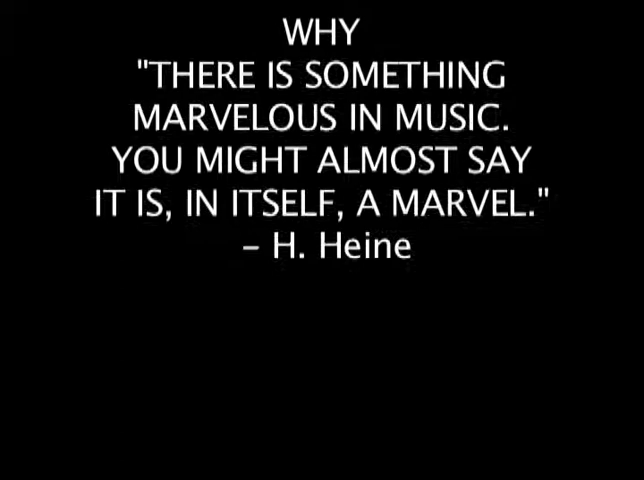 WHY
"THERE IS SOMETHING
MARVELOUS IN MUSIC.
YOU MIGHT ALMOST SAY
IT IS, IN ITSELF, A MARVEL."
– H. Heine